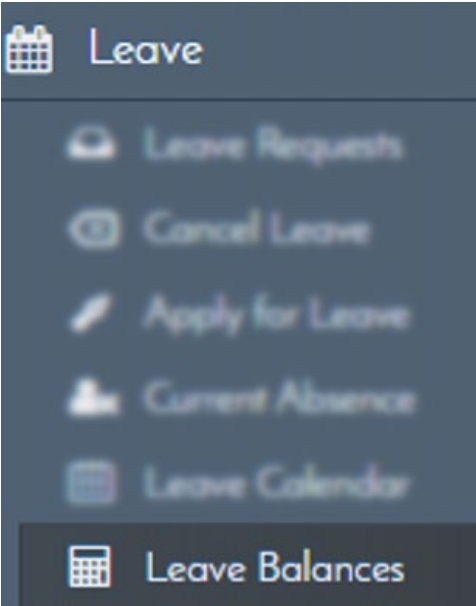 Leave
Leave Requests
Cancel Leave
Apply for Leave
Current Absence
Leave Calendar
Leave Balances